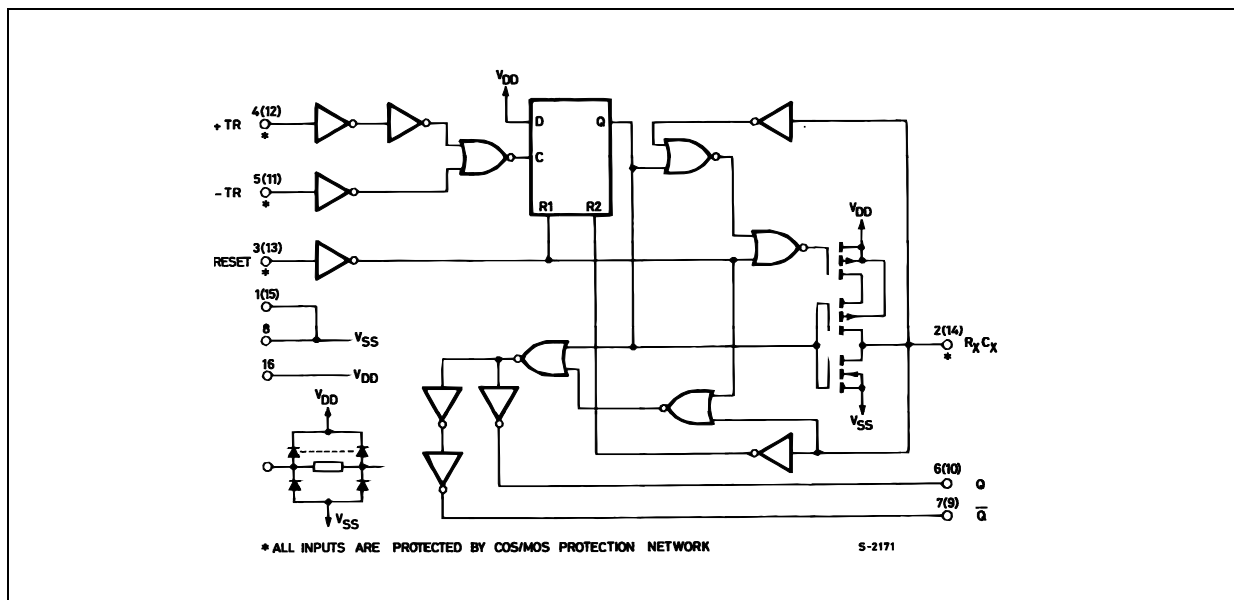 VDD
4(12)
+ TR
*
D
Q
C
5(11)
- TR
*
R1
R2
VDD
3(13)
RESET
*
1(15)
8
VSS
2(14)
RXCX
*
16
VDD
VDD
VSS
6(10)
Q
7(9)
Q̅
VSS
* ALL INPUTS ARE PROTECTED BY COS/MOS PROTECTION NETWORK
S-2171